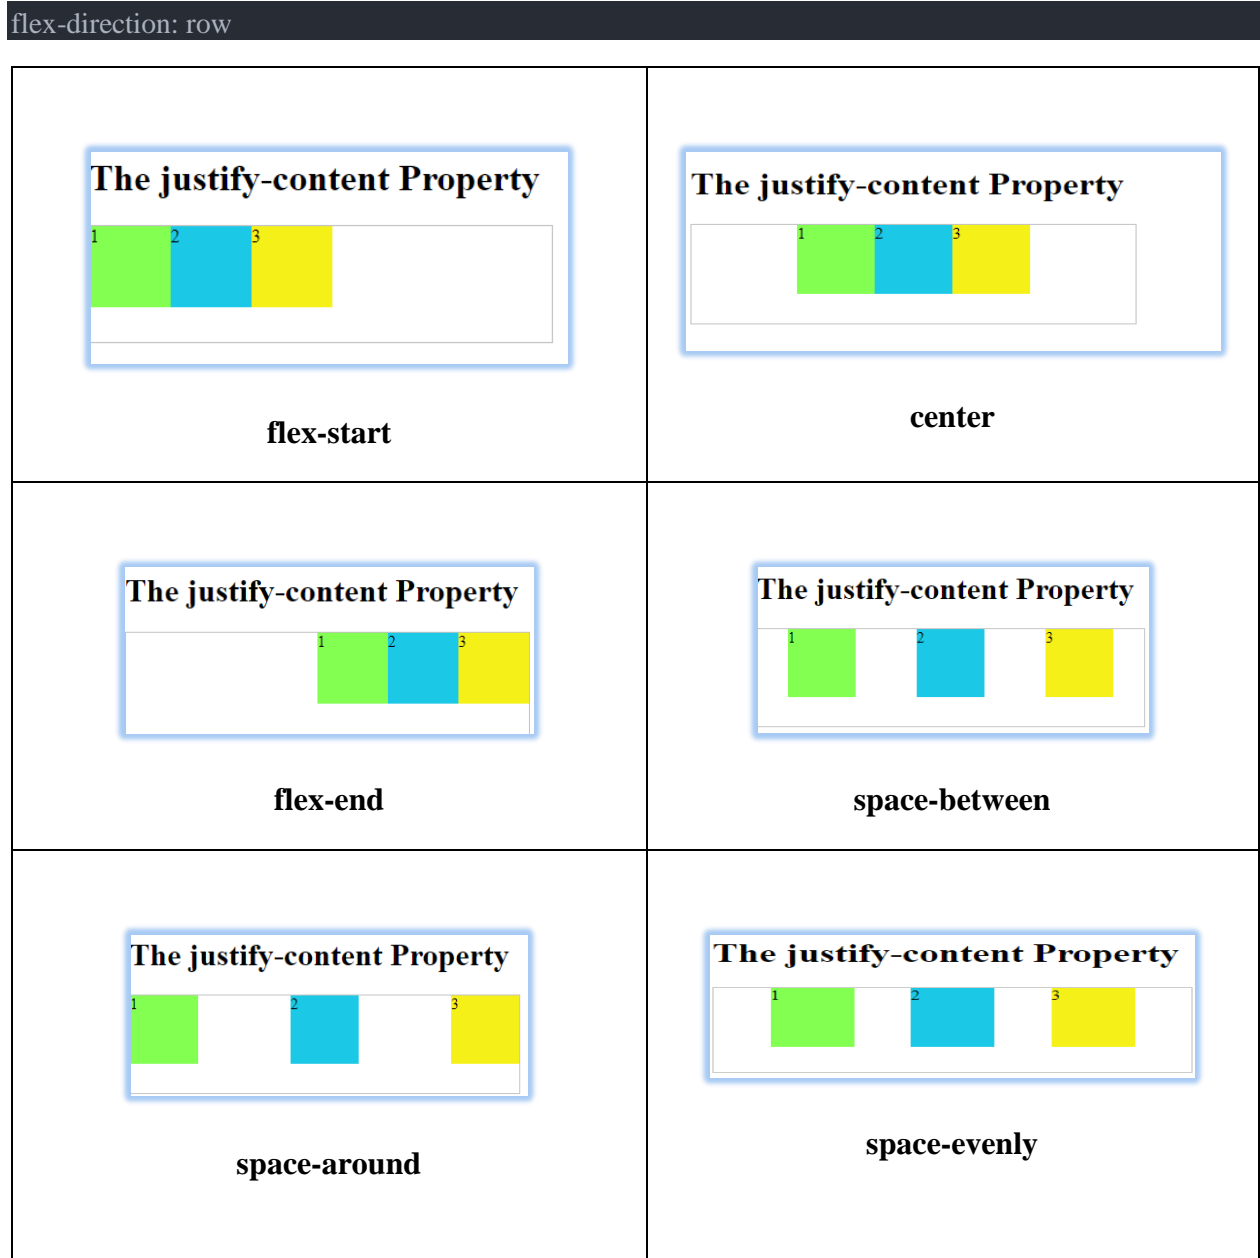 flex-direction: row
The justify-content Property
1 2 3
flex-start
The justify-content Property
1 2 3
center
The justify-content Property
1 2 3
flex-end
The justify-content Property
1 2 3
space-between
The justify-content Property
1 2 3
space-around
The justify-content Property
1 2 3
space-evenly